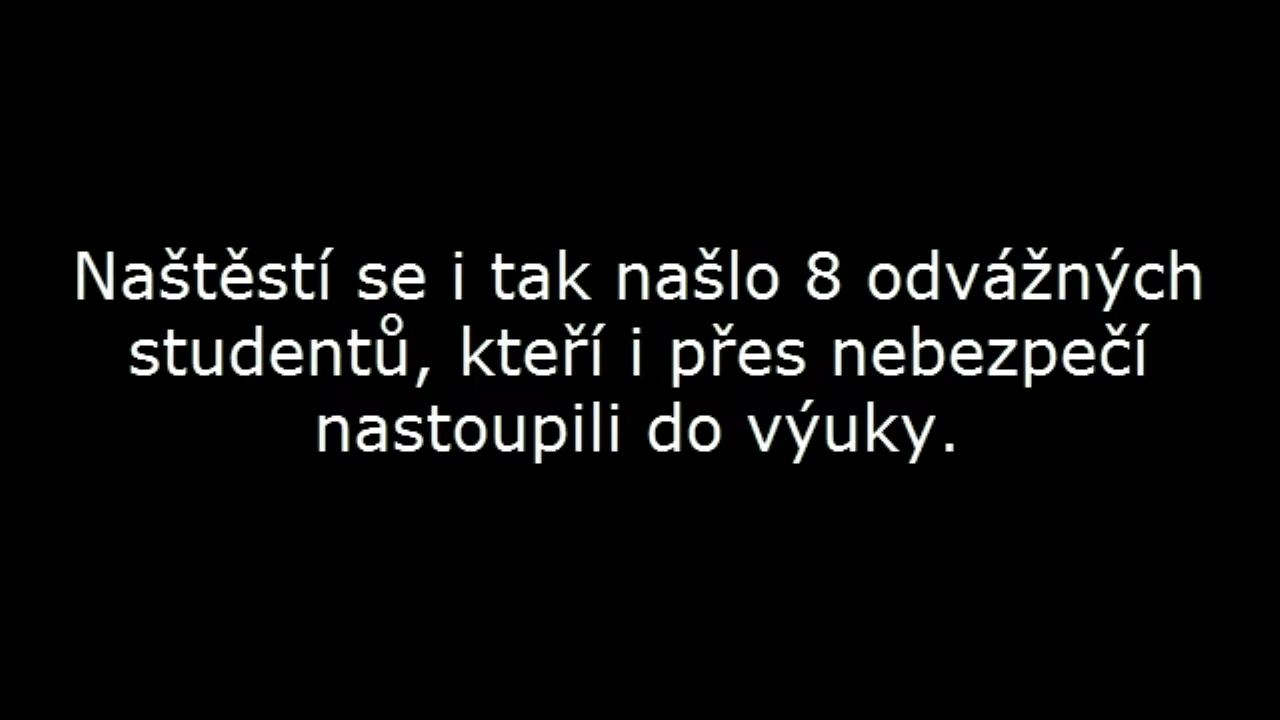 Naštěstí se i tak našlo 8 odvážných
studentů, kteří i přes nebezpečí
nastoupili do výuky.